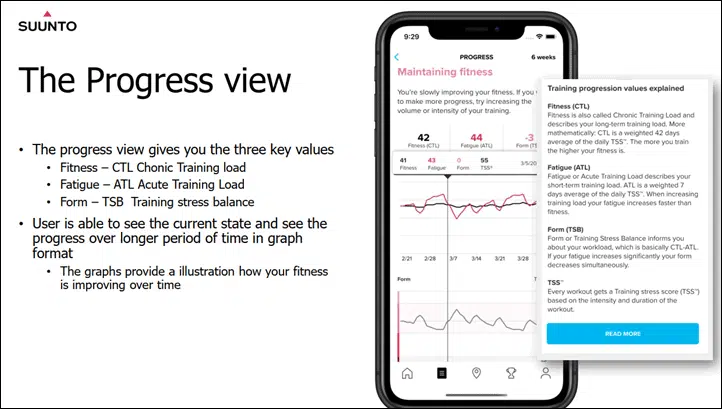 SUUNTO
The Progress view
• The progress view gives you the three key values
• Fitness – CTL Chonic Training load
• Fatigue – ATL Acute Training Load
• Form – TSB Training stress balance
• User is able to see the current state and see the
progress over longer period of time in graph
format
• The graphs provide a illustration how your fitness
is improving over time
9:29
PROGRESS
6 weeks
Maintaining fitness
You're slowly improving your fitness. If you
to make more progress, try increasing the
volume or intensity of your training.
42
44
-3
Fitness (CTL)
Fatigue (ATL)
Form (TS
41
43
0
55
Fitness
Fatigue
Form
TSS°
3/5/20
2/21
2/28
3/7
3/14
3/21
3/28
Form
Training progression values explained
Fitness (CTL)
Fitness is also called Chronic Training Load and
describes your long-term training load. More
mathematically: CTL is a weighted 42 days
average of the daily TSS™. The more you train
the higher your fitness is.
Fatigue (ATL)
Fatigue or Acute Training Load describes your
short-term training load. ATL is a weighted 7
days average of the daily TSS™. When increasing
training load your fatigue increases faster than
fitness.
Form (TSB)
Form or Training Stress Balance informs you
about your workload, which is basically CTL-ATL.
If your fatigue increases significantly your form
decreases simultaneously.
TSS™
Every workout gets a Training stress score (TSS™)
based on the intensity and duration of the
workout.
READ MORE